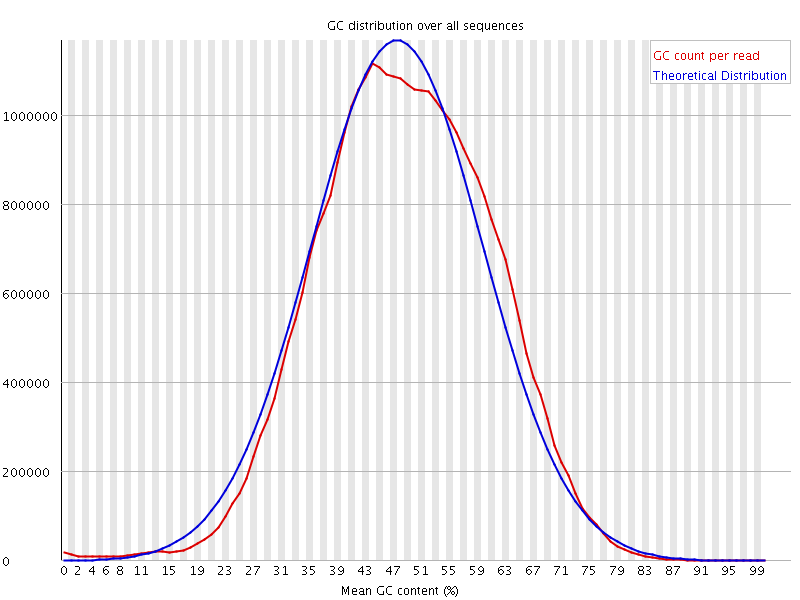 GC distribution over all sequences
GC count per read
Theoretical Distribution
1000000
800000
600000
400000
200000
0
0 2 4 6 8 11 15 19 23 27 31 35 39 43 47 51 55 59 63 67 71 75 79 83 87 91 95 99
Mean GC content (%)